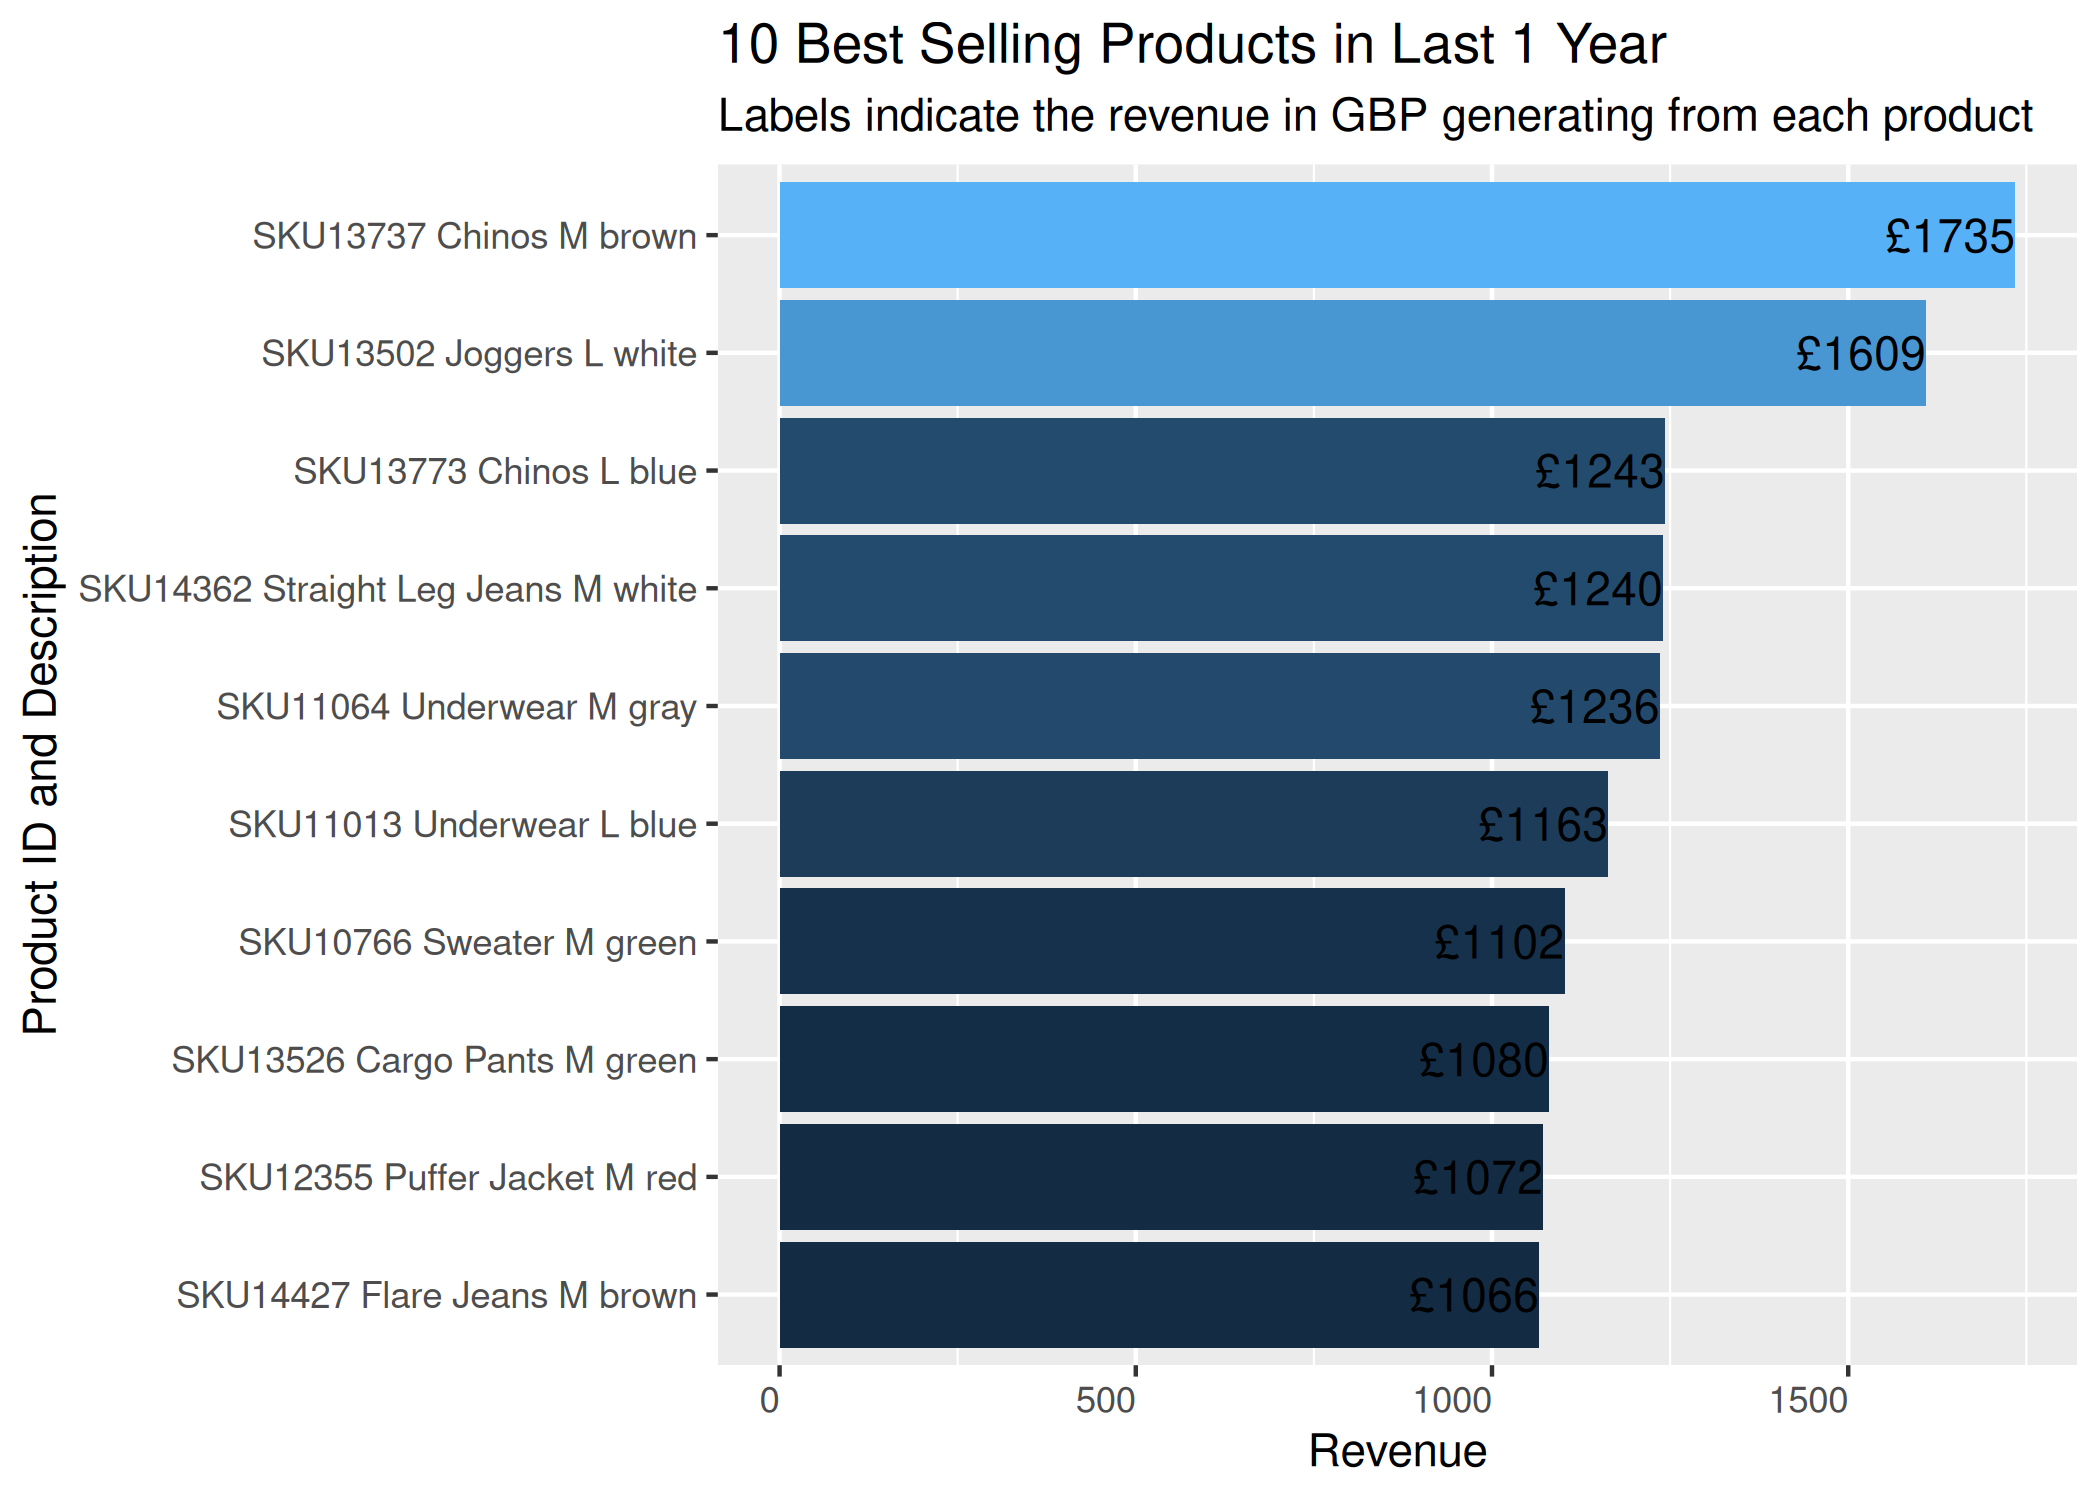 10 Best Selling Products in Last 1 Year
Labels indicate the revenue in GBP generating from each product
Product ID and Description
SKU13737 Chinos M brown £1735
SKU13502 Joggers L white £1609
SKU13773 Chinos L blue £1243
SKU14362 Straight Leg Jeans M white £1240
SKU11064 Underwear M gray £1236
SKU11013 Underwear L blue £1163
SKU10766 Sweater M green £1102
SKU13526 Cargo Pants M green £1080
SKU12355 Puffer Jacket M red £1072
SKU14427 Flare Jeans M brown £1066
0 500 1000 1500
Revenue